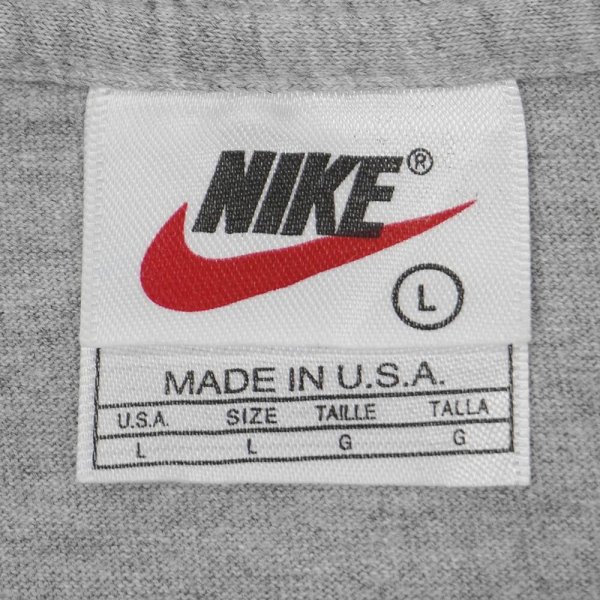 NIKE®
L
MADE IN U.S.A.
U.S.A. SIZE TAILLE TALLA
L L G G